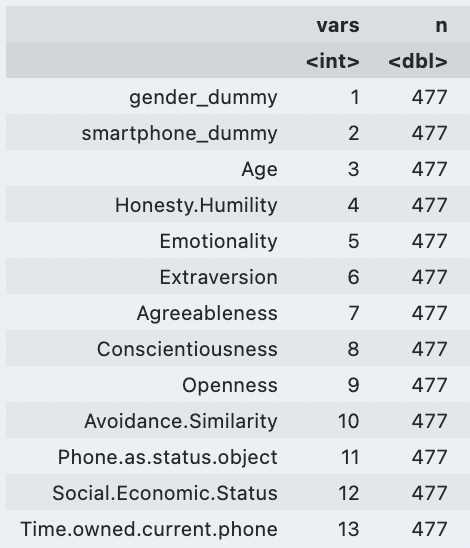 vars n
<int> <dbl>
gender_dummy 1 477
smartphone_dummy 2 477
Age 3 477
Honesty.Humility 4 477
Emotionality 5 477
Extraversion 6 477
Agreeableness 7 477
Conscientiousness 8 477
Openness 9 477
Avoidance.Similarity 10 477
Phone.as.status.object 11 477
Social.Economic.Status 12 477
Time.owned.current.phone 13 477